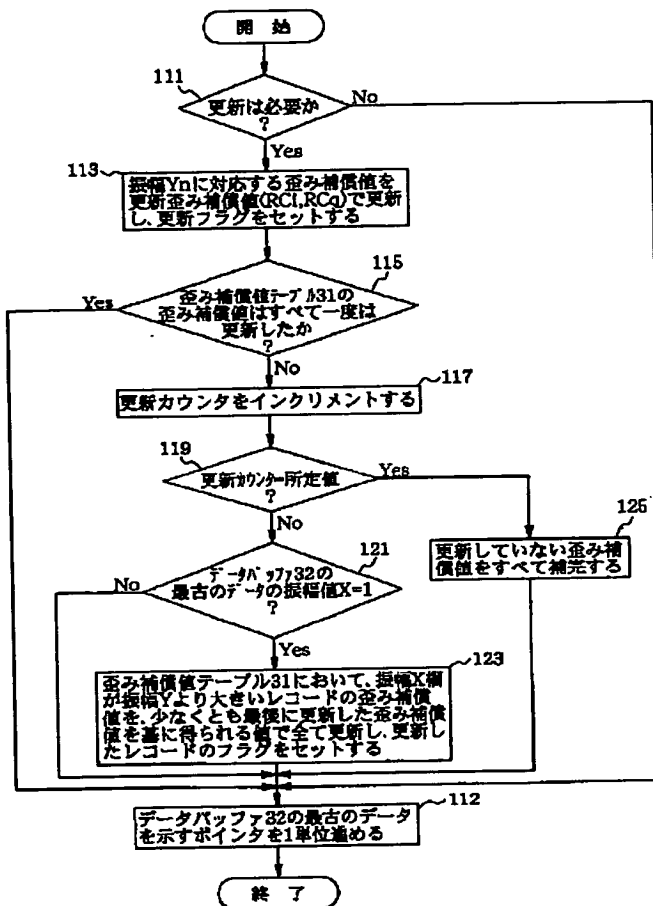 開 始
111
更新は必要か
?
No
Yes
113
振幅Ynに対応する歪み補償値を
更新歪み補償値(RCi,RCq)で更新
し、更新フラグをセットする
115
Yes
歪み補償値テーブル31の
歪み補償値はすべて一度は
更新したか
?
No
117
更新カウンタをインクリメントする
119
更新カウンター所定値
?
Yes
No
125
更新していない歪み補
償値をすべて補完する
121
データバッファ32の
最古のデータの振幅値X=1
?
No
Yes
123
歪み補償値テーブル31において、振幅X欄
が振幅Yより大きいレコードの歪み補償
値を、少なくとも最後に更新した歪み補償
値を基に得られる値で全て更新し、更新し
たレコードのフラグをセットする
112
データバッファ32の最古のデータ
を示すポインタを1単位進める
終 了